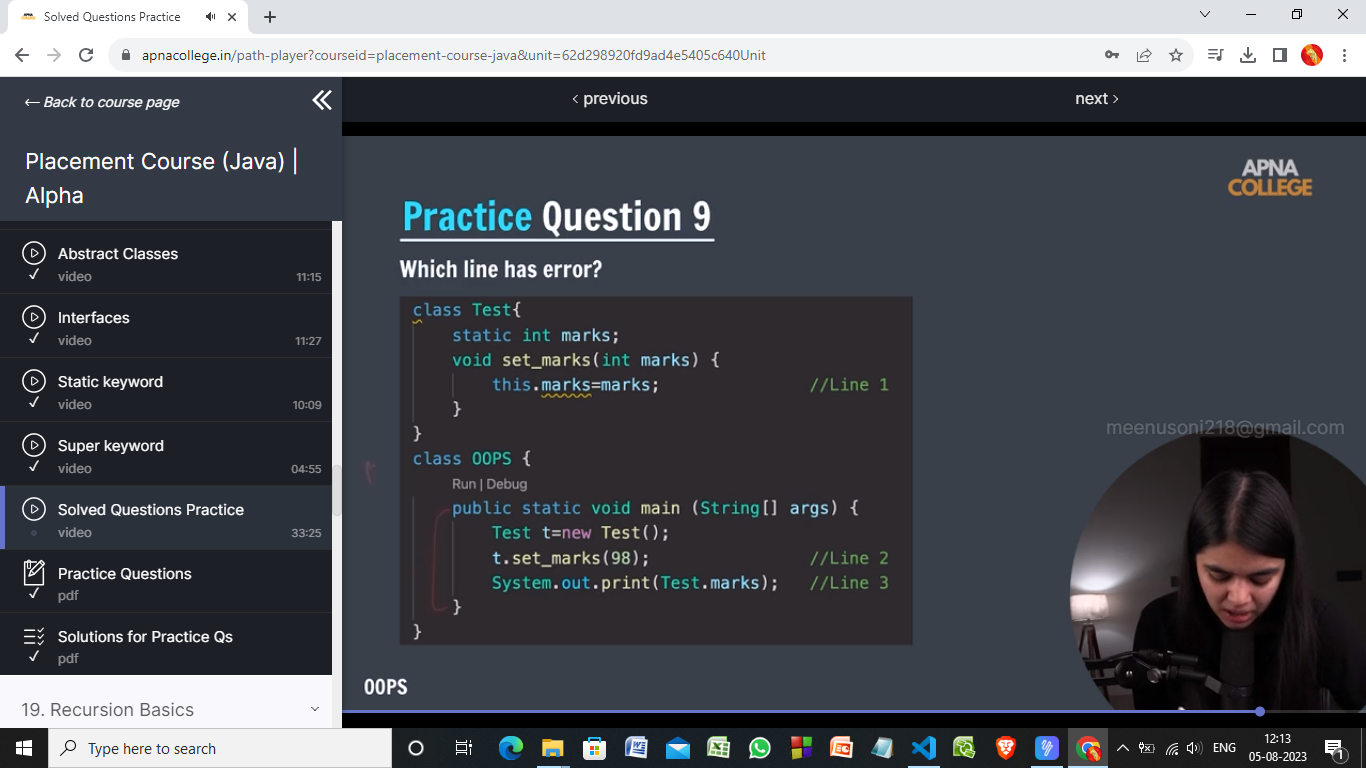 Solved Questions Practice
apnacollege.in/path-player?courseid=placement-course-java&unit=62d298920fd9ad4e5405c640Unit
← Back to course page
‹ previous
next ›
Placement Course (Java) |
Alpha
Abstract Classes
video 11:15
Interfaces
video 11:27
Static keyword
video 10:09
Super keyword
video 04:55
Solved Questions Practice
video 33:25
Practice Questions
pdf
Solutions for Practice Qs
pdf
19. Recursion Basics
APNA
COLLEGE
Practice Question 9
Which line has error?
class Test{
static int marks;
void set_marks(int marks) {
this.marks=marks; //Line 1
}
}
class OOPS {
Run | Debug
public static void main (String[] args) {
Test t=new Test();
t.set_marks(98); //Line 2
System.out.print(Test.marks); //Line 3
}
}
meenusoni218@gmail.com
OOPS
Type here to search
ENG
12:13
05-08-2023
1